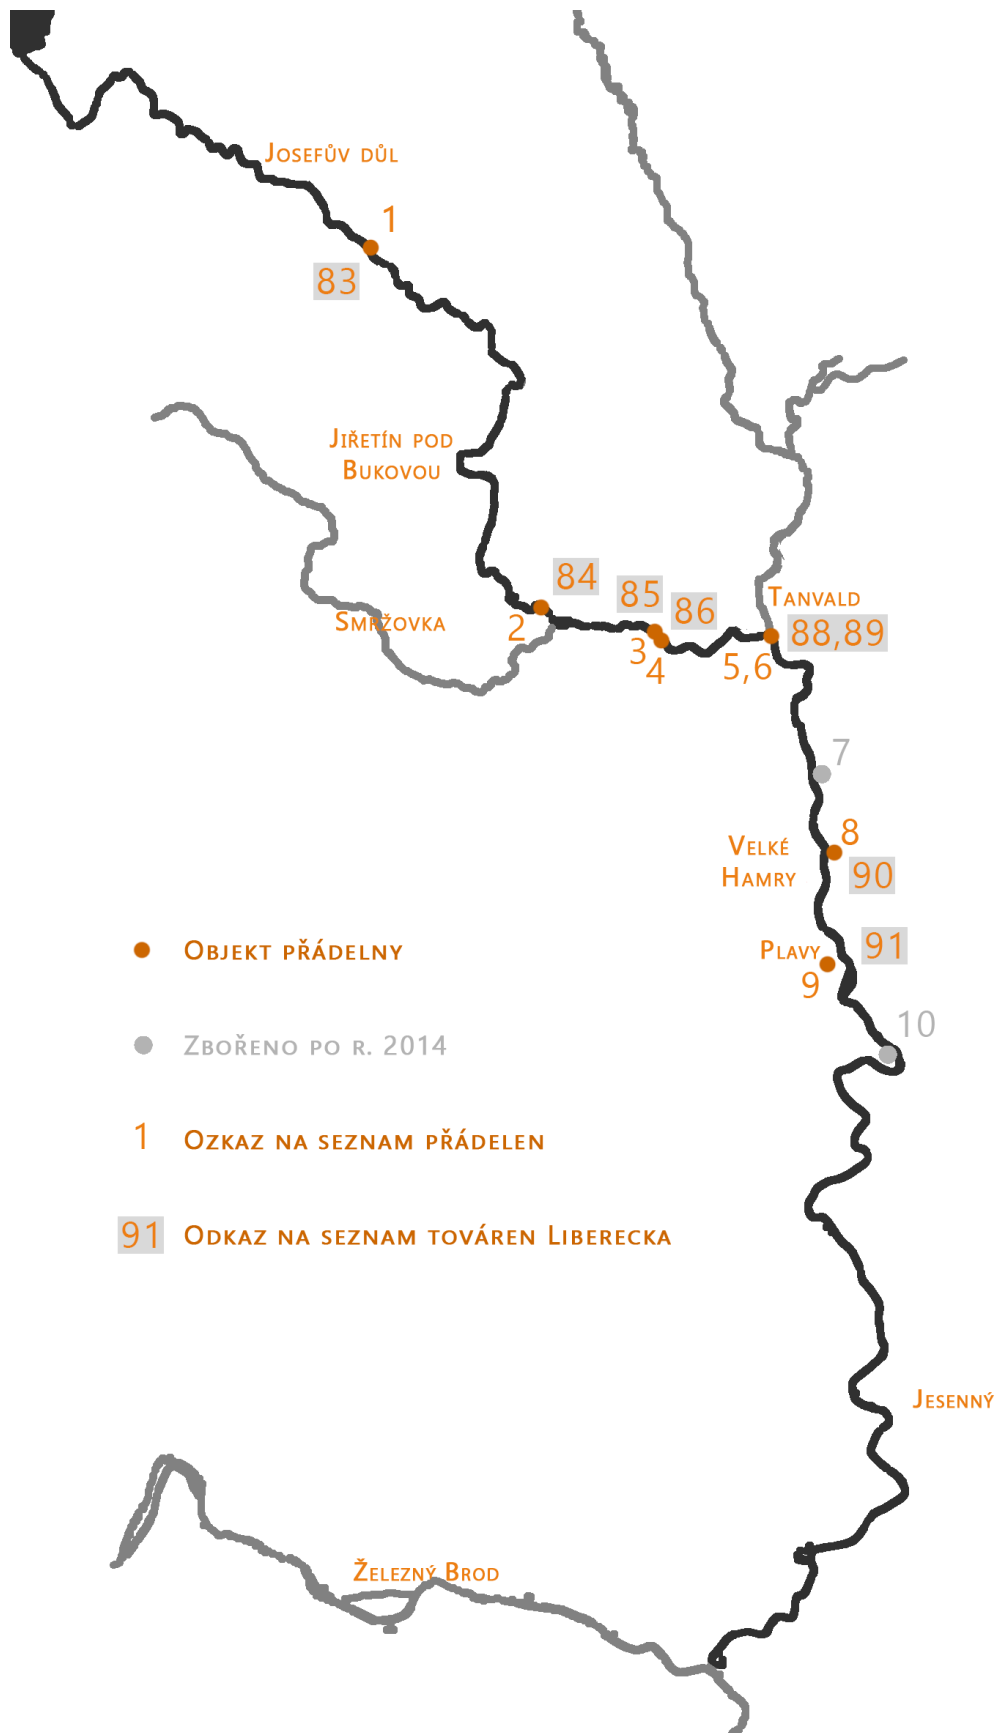 Josefův důl
1
83
Jiřetín pod
Bukovou
84
85
86
Tanvald
Smržovka
2
3
4
5,6
88,89
7
8
Velké
Hamry
90
91
Plavy
9
Objekt přádelny
10
Zbořeno po r. 2014
1 Ozkaz na seznam přádelen
91 Odkaz na seznam továren Liberecka
Jesenný
Železný Brod